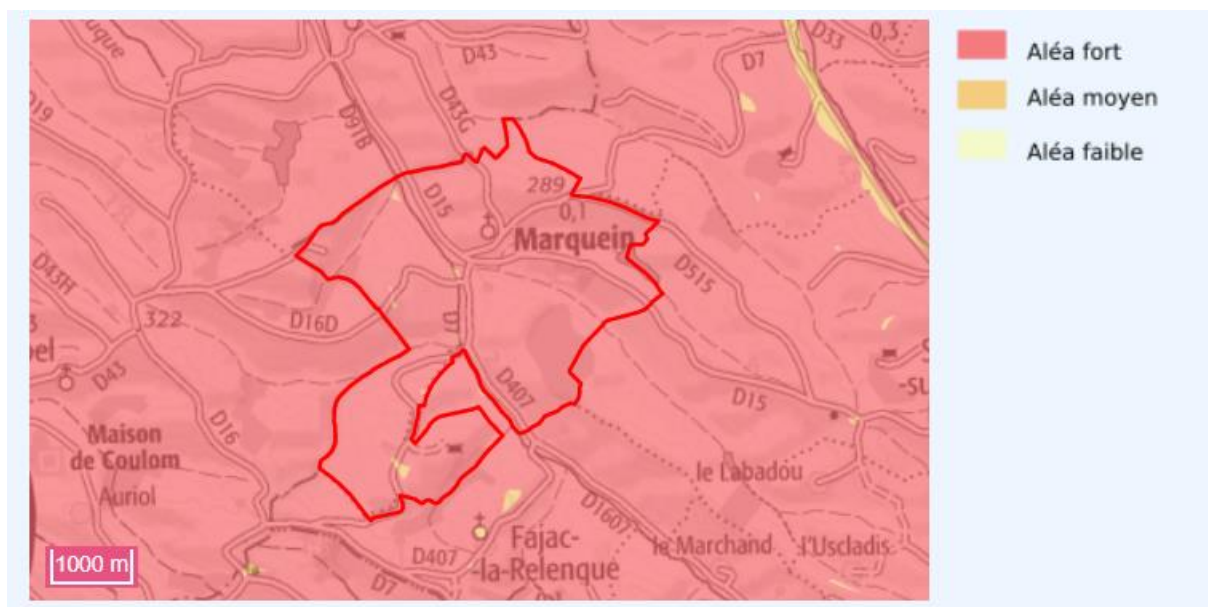 D43
D33
0,3
D7
D19
D91B
D43G
289
D15
0,1
Marquein
D43H
D515
322
D16D
D7
D43
D407
D16
D15
Maison
de Coulom
Auriol
le Labadou
D1607
Fajac-
-la-Relenque
le Marchand
l'Uscladis
D407
D7
1000 m
Aléa fort
Aléa moyen
Aléa faible